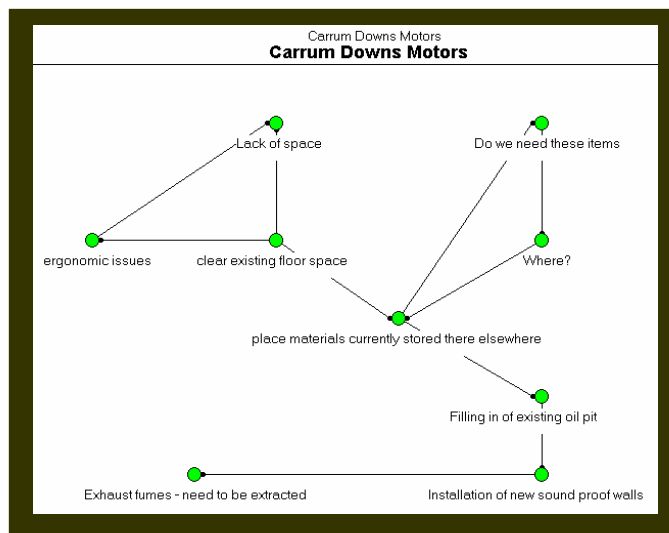 Carrum Downs Motors
Carrum Downs Motors
Lack of space
Do we need these items
ergonomic issues
clear existing floor space
Where?
place materials currently stored there elsewhere
Filling in of existing oil pit
Exhaust fumes - need to be extracted
Installation of new sound proof walls